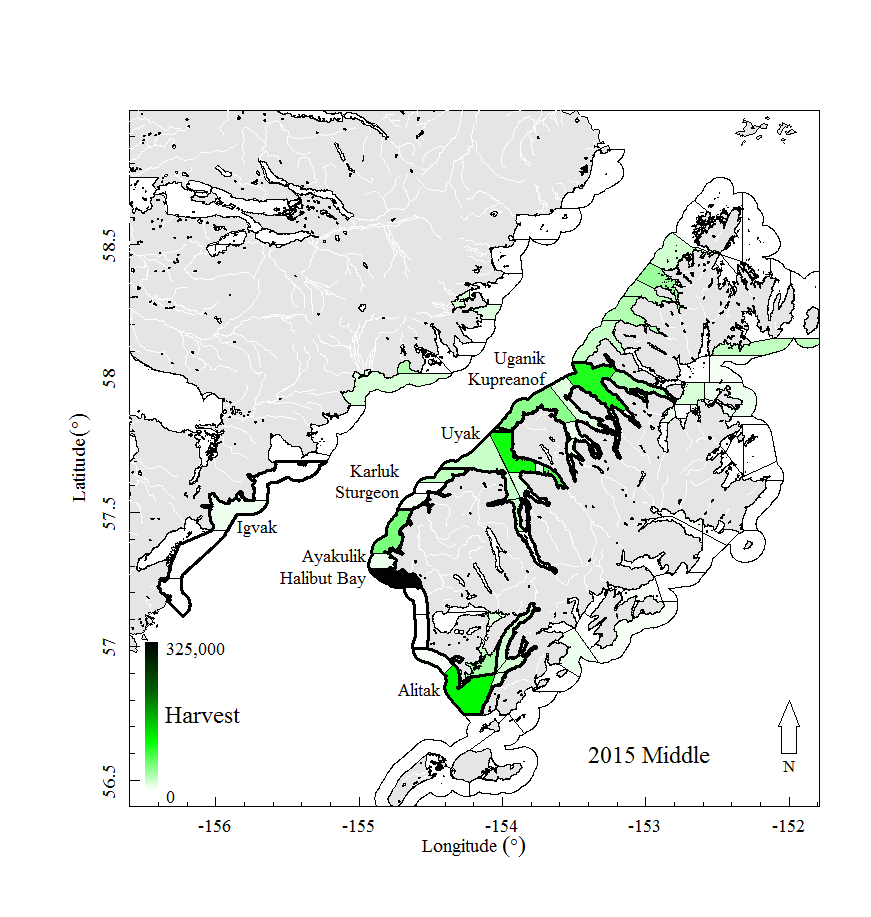 58.5
58
57.5
57
56.5
Latitude(°)
Uganik
Kupreanof
Uyak
Karluk
Sturgeon
Igvak
Ayakulik
Halibut Bay
Alitak
325,000
Harvest
0
2015 Middle
N
-156
-155
-154
-153
-152
Longitude (°)